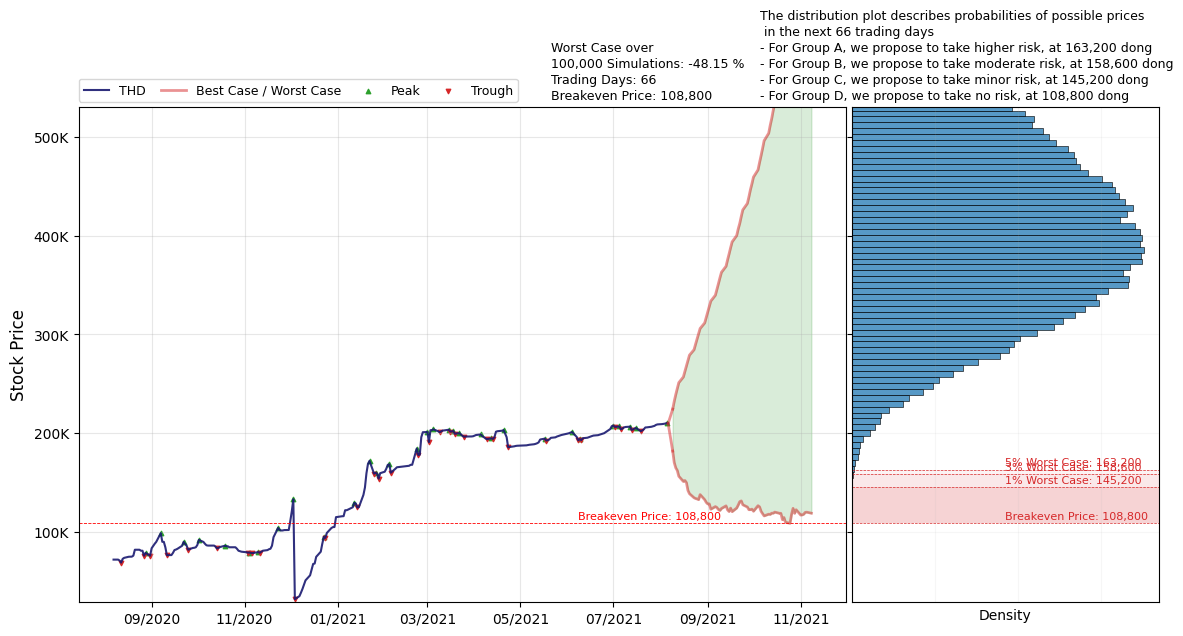 The distribution plot describes probabilities of possible prices
in the next 66 trading days
- For Group A, we propose to take higher risk, at 163,200 dong
- For Group B, we propose to take moderate risk, at 158,600 dong
- For Group C, we propose to take minor risk, at 145,200 dong
- For Group D, we propose to take no risk, at 108,800 dong
Worst Case over
100,000 Simulations: -48.15 %
Trading Days: 66
Breakeven Price: 108,800
THD
Best Case / Worst Case
Peak
Trough
Stock Price
500K
400K
300K
200K
100K
Breakeven Price: 108,800
09/2020
11/2020
01/2021
03/2021
05/2021
07/2021
09/2021
11/2021
5% Worst Case: 163,200
3% Worst Case: 158,600
1% Worst Case: 145,200
Breakeven Price: 108,800
Density